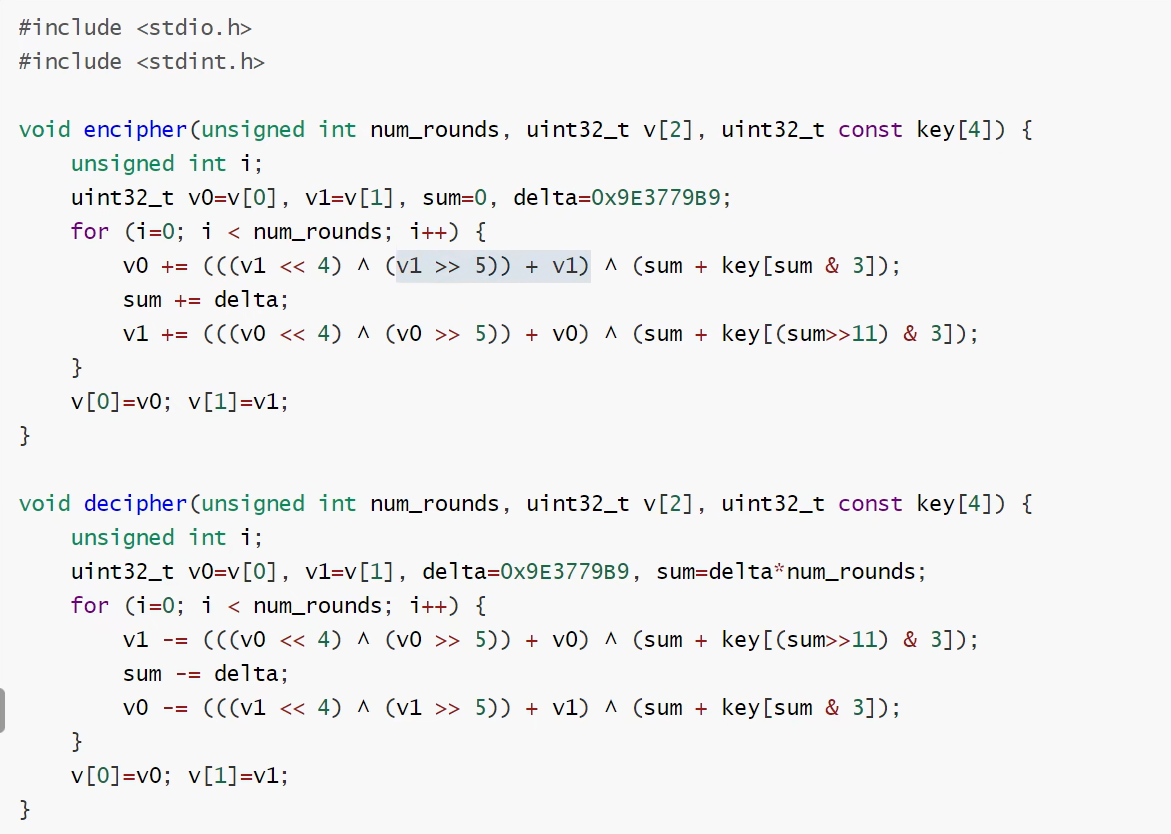 #include <stdio.h>
#include <stdint.h>

void encipher(unsigned int num_rounds, uint32_t v[2], uint32_t const key[4]) {
    unsigned int i;
    uint32_t v0=v[0], v1=v[1], sum=0, delta=0x9E3779B9;
    for (i=0; i < num_rounds; i++) {
        v0 += (((v1 << 4) ^ (v1 >> 5)) + v1) ^ (sum + key[sum & 3]);
        sum += delta;
        v1 += (((v0 << 4) ^ (v0 >> 5)) + v0) ^ (sum + key[(sum>>11) & 3]);
    }
    v[0]=v0; v[1]=v1;
}

void decipher(unsigned int num_rounds, uint32_t v[2], uint32_t const key[4]) {
    unsigned int i;
    uint32_t v0=v[0], v1=v[1], delta=0x9E3779B9, sum=delta*num_rounds;
    for (i=0; i < num_rounds; i++) {
        v1 -= (((v0 << 4) ^ (v0 >> 5)) + v0) ^ (sum + key[(sum>>11) & 3]);
        sum -= delta;
        v0 -= (((v1 << 4) ^ (v1 >> 5)) + v1) ^ (sum + key[sum & 3]);
    }
    v[0]=v0; v[1]=v1;
}